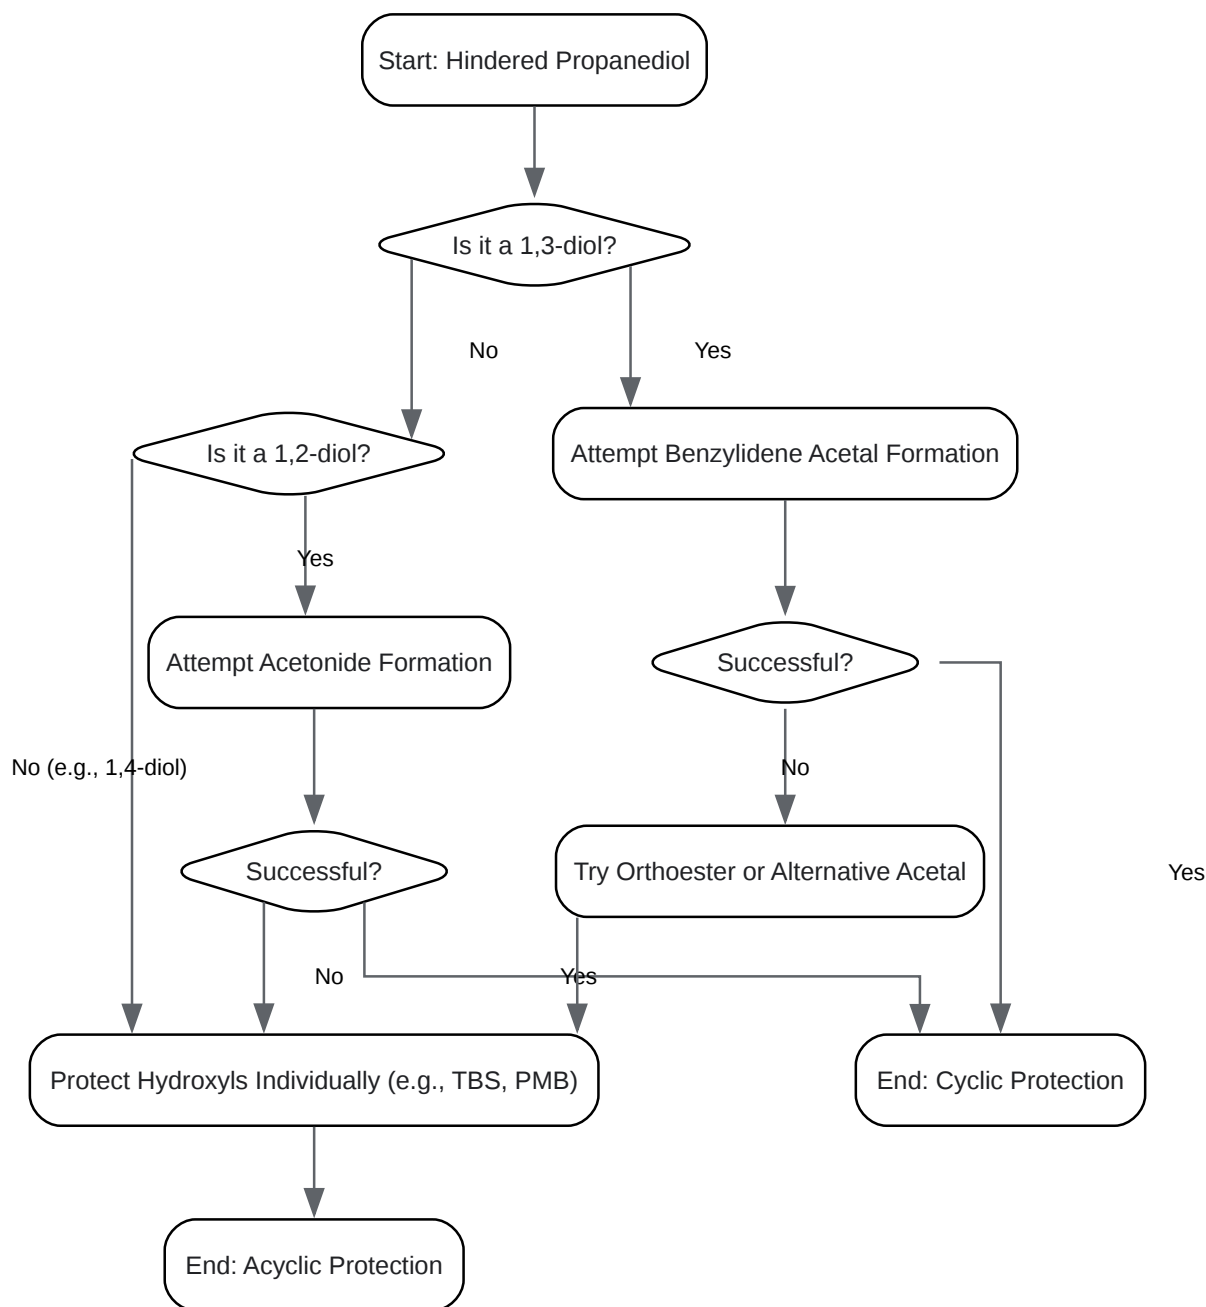 Start: Hindered Propanediol
Is it a 1,3-diol?
No
Yes
Is it a 1,2-diol?
Attempt Benzylidene Acetal Formation
Yes
Attempt Acetonide Formation
Successful?
No (e.g., 1,4-diol)
No
Successful?
Try Orthoester or Alternative Acetal
Yes
No
Yes
Protect Hydroxyls Individually (e.g., TBS, PMB)
End: Cyclic Protection
End: Acyclic Protection